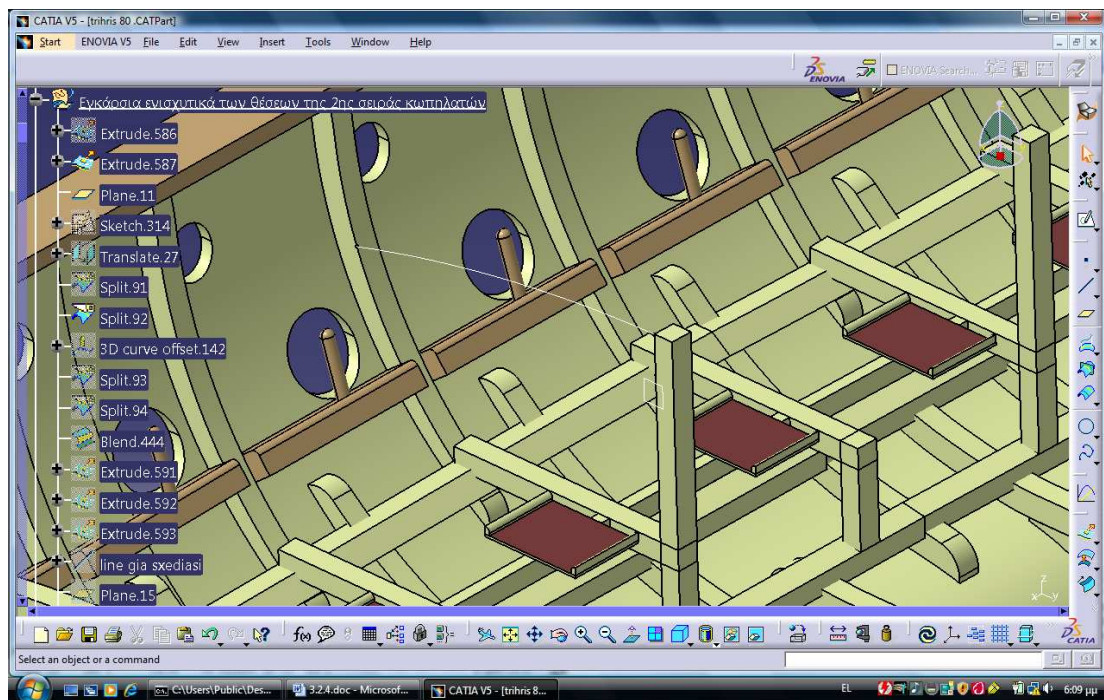 CATIA V5 - [trihris 80 .CATPart]
Start ENOVIA V5 File Edit View Insert Tools Window Help
ENOVIA
ENOVIA Search...
Εγκάρσια ενισχυτικά των θέσεων της 2ης σειράς κωπηλατών
Extrude.586
Extrude.587
Plane.11
Sketch.314
Translate.27
Split.91
Split.92
3D curve offset.142
Split.93
Split.94
Blend.444
Extrude.591
Extrude.592
Extrude.593
line gia sxediasi
Plane.15
z
x y
f(x)
CATIA
Select an object or a command
C:\Users\Public\Des...
3.2.4.doc - Microsof...
CATIA V5 - [trihris 8...
EL
6:09 μμ